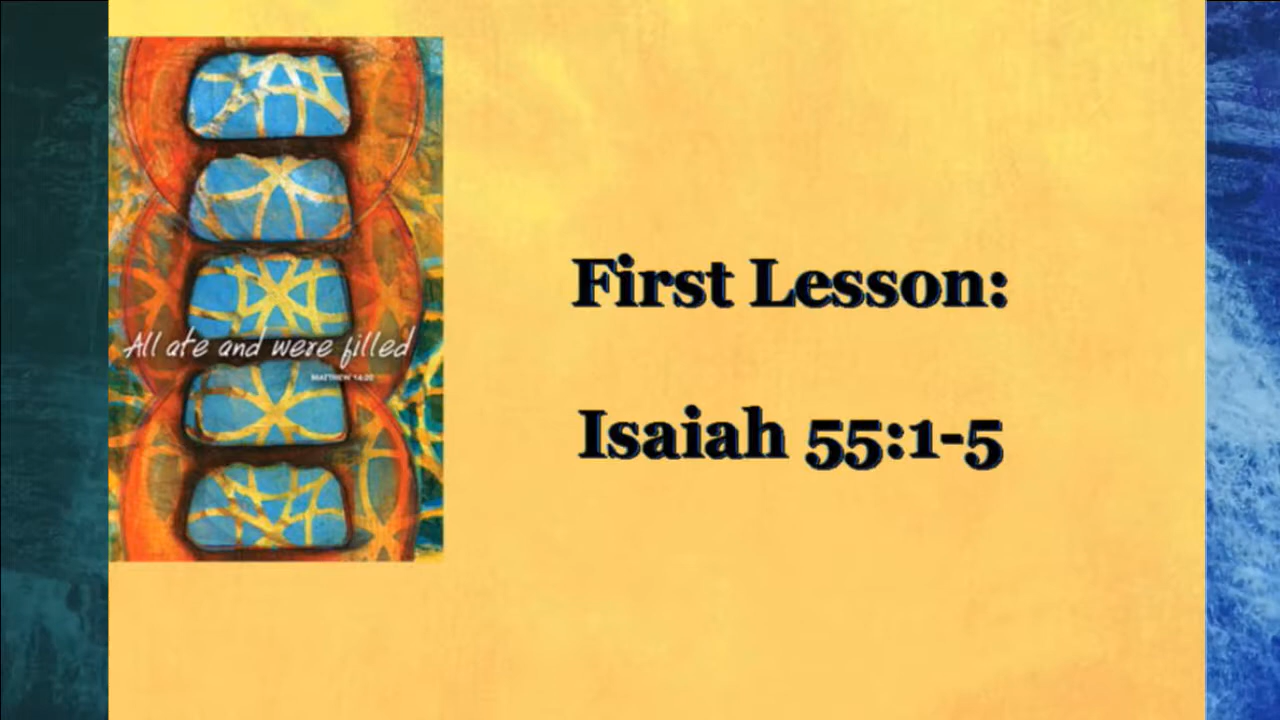 All ate and were filled
MATTHEW 14:20
First Lesson:
Isaiah 55:1-5